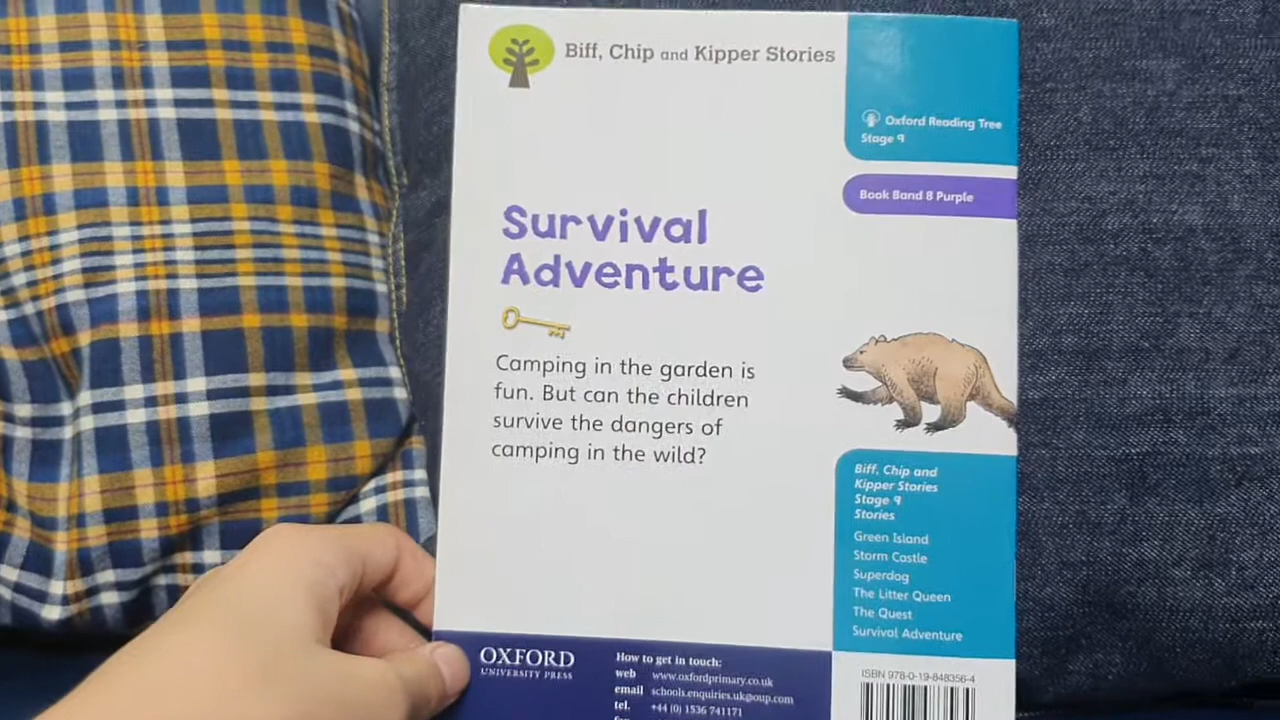 Biff, Chip and Kipper Stories
Oxford Reading Tree
Stage 9
Book Band 8 Purple
Survival
Adventure
Camping in the garden is
fun. But can the children
survive the dangers of
camping in the wild?
Biff, Chip and
Kipper Stories
Stage 9
Stories
Green Island
Storm Castle
Superdog
The Litter Queen
The Quest
Survival Adventure
OXFORD
UNIVERSITY PRESS
How to get in touch:
web www.oxfordprimary.co.uk
email schools.enquiries.uk@oup.com
tel. +44 (0) 1536 741171
ISBN 978-0-19-848356-4